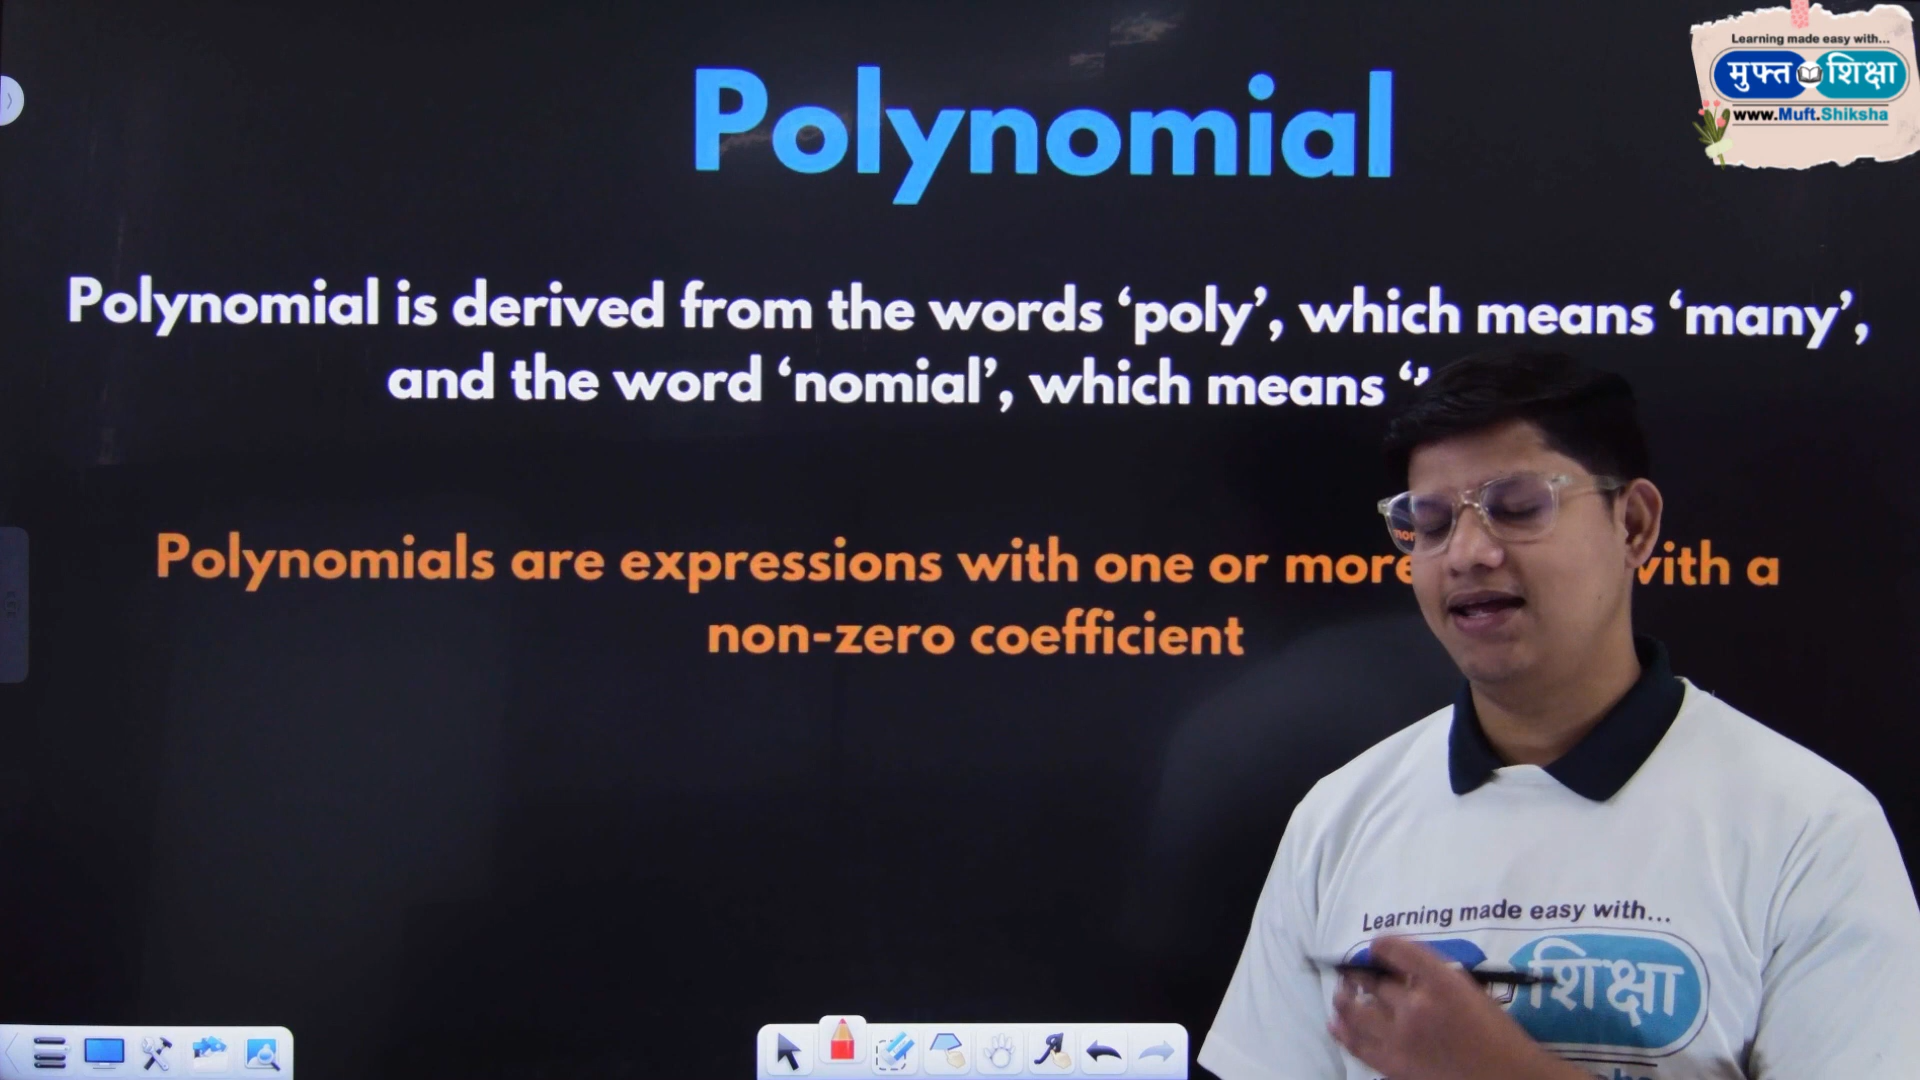 Learning made easy with...
मुफ्त शिक्षा
www.Muft.Shiksha
Polynomial
Polynomial is derived from the words ‘poly’, which means ‘many’,
and the word ‘nomial’, which means ‘
Polynomials are expressions with one or more with a
non-zero coefficient
Learning made easy with...
शिक्षा